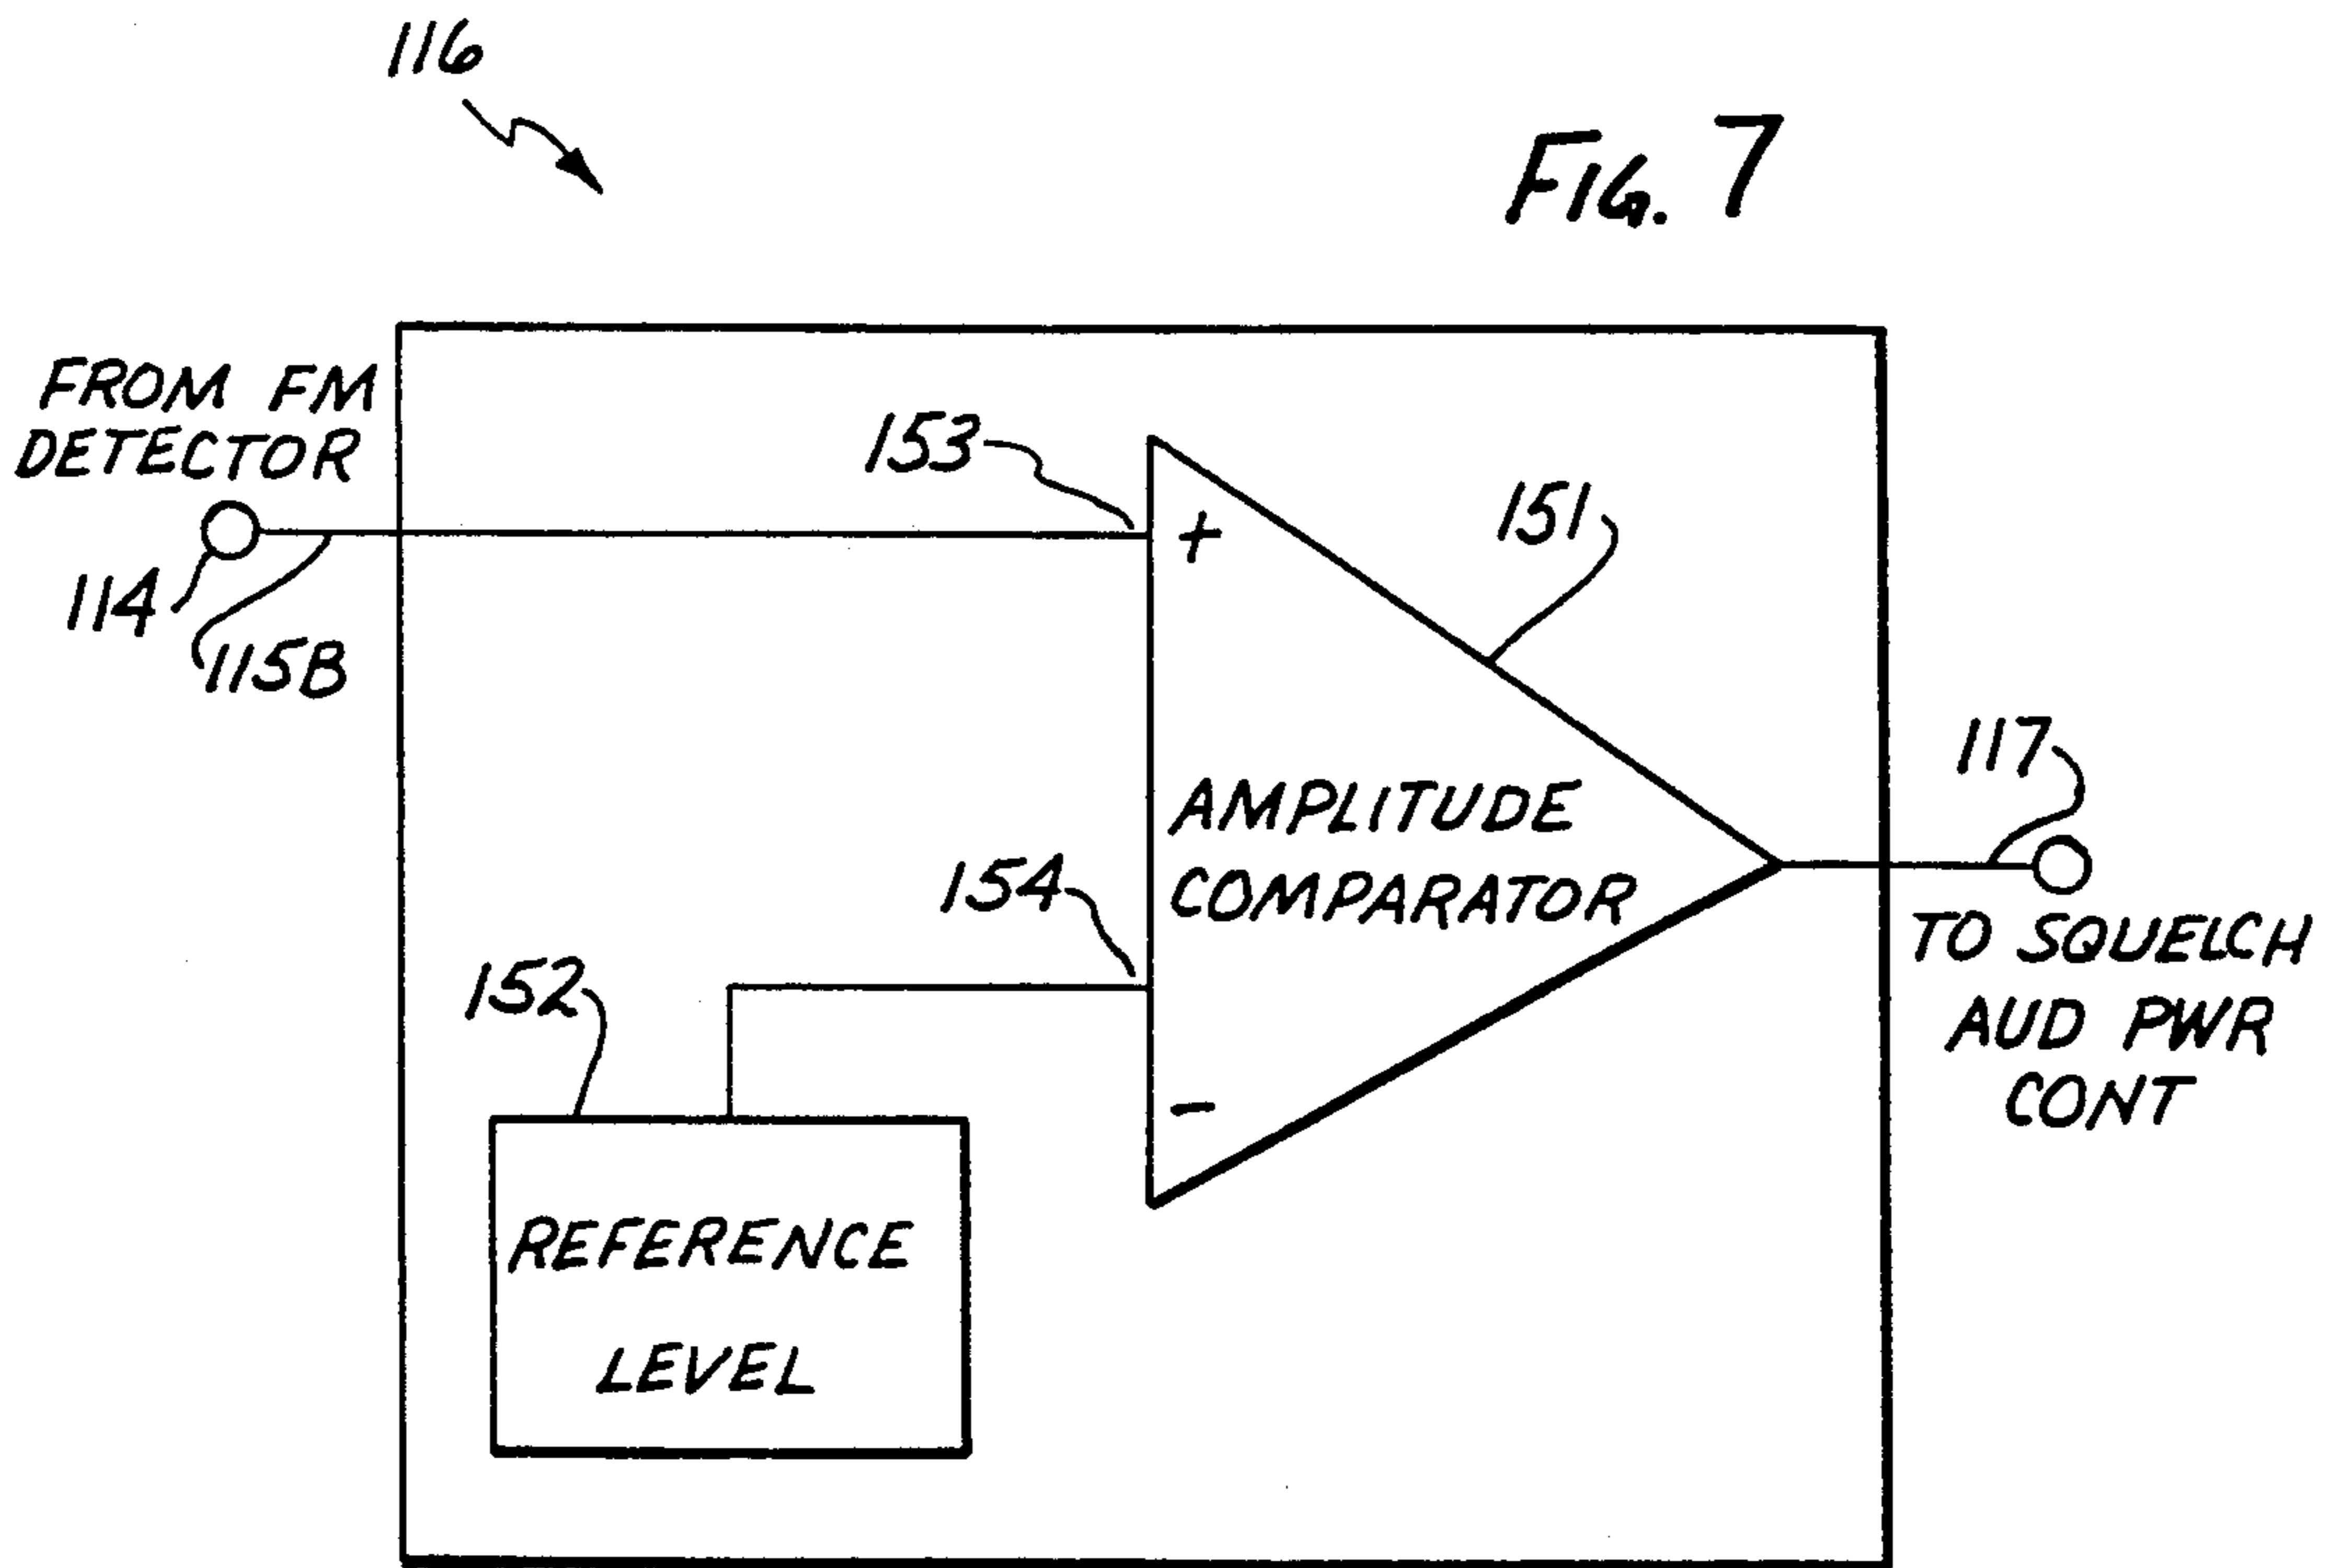 116
FIG. 7
FROM FM
DETECTOR
114
115B
153
+
151
AMPLITUDE
COMPARATOR
154
-
117
TO SQUELCH
AUD PWR
CONT
152
REFERENCE
LEVEL